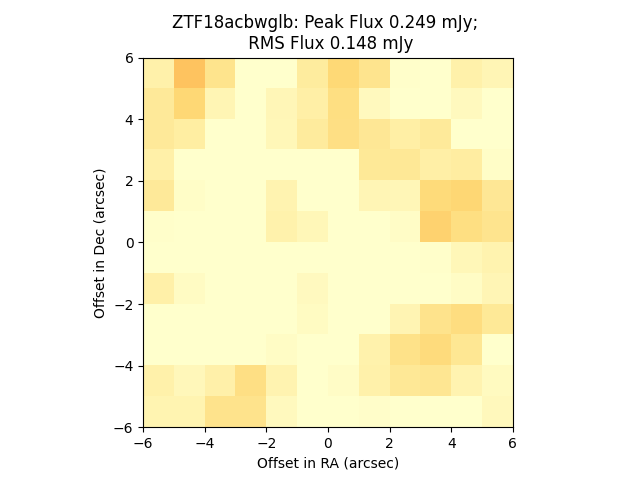 ZTF18acbwglb: Peak Flux 0.249 mJy;
RMS Flux 0.148 mJy
6
4
2
0
−2
−4
−6
Offset in Dec (arcsec)
−6 −4 −2 0 2 4 6
Offset in RA (arcsec)